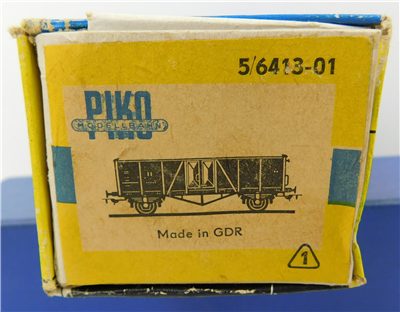 5/6413-01
PIKO
MODELLBAHN
Made in GDR
1